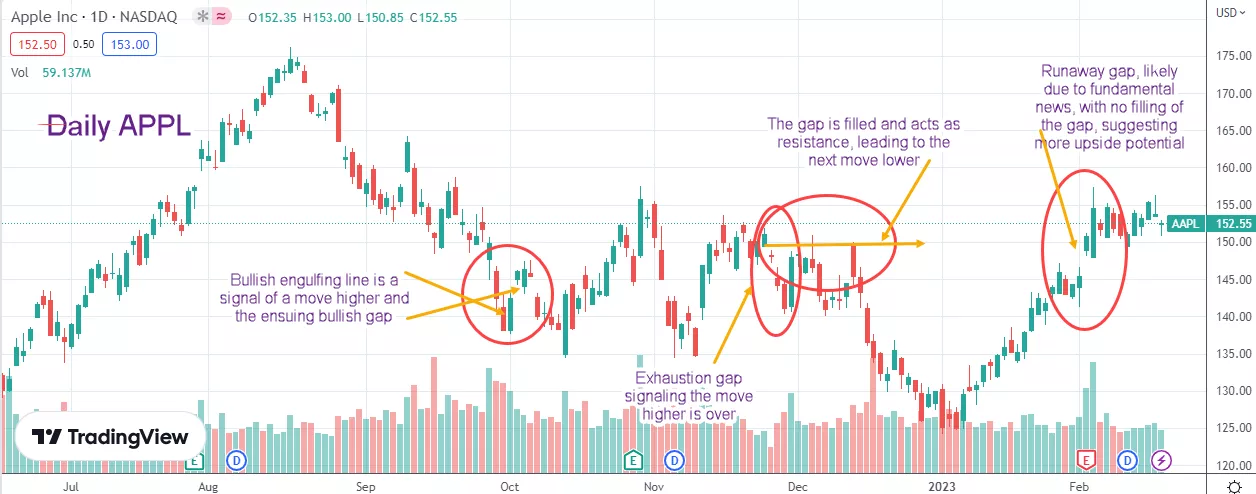 Apple Inc · 1D · NASDAQ ≈ O152.35 H153.00 L150.85 C152.55
USD
152.50 0.50 153.00
Vol 59.137M
Daily APPL
175.00
170.00
165.00
160.00
155.00
AAPL 152.55
150.00
145.00
140.00
135.00
130.00
125.00
120.00
Runaway gap, likely
due to fundamental
news, with no filling of
the gap, suggesting
more upside potential
The gap is filled and acts as
resistance, leading to the
next move lower
Bullish engulfing line is a
signal of a move higher and
the ensuing bullish gap
Exhaustion gap
signaling the move
higher is over
TradingView
E D E D E D
Jul Aug Sep Oct Nov Dec 2023 Feb